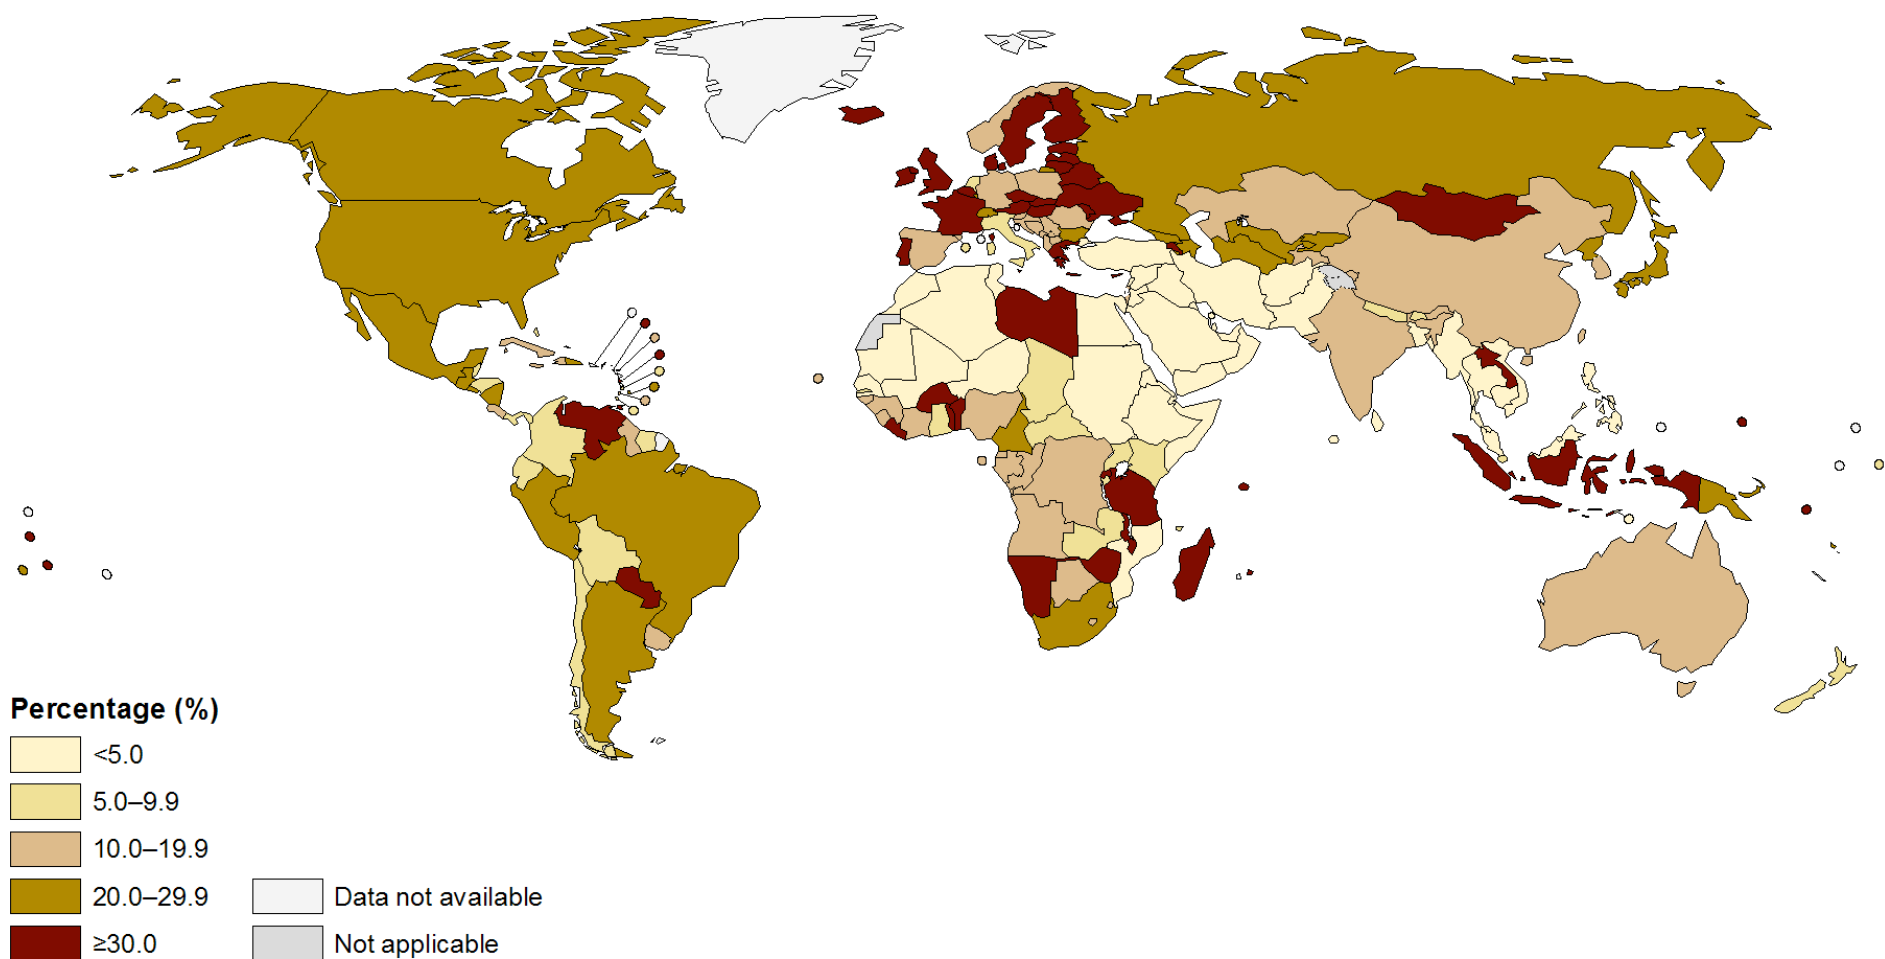 Percentage (%)
<5.0
5.0–9.9
10.0–19.9
20.0–29.9
≥30.0
Data not available
Not applicable